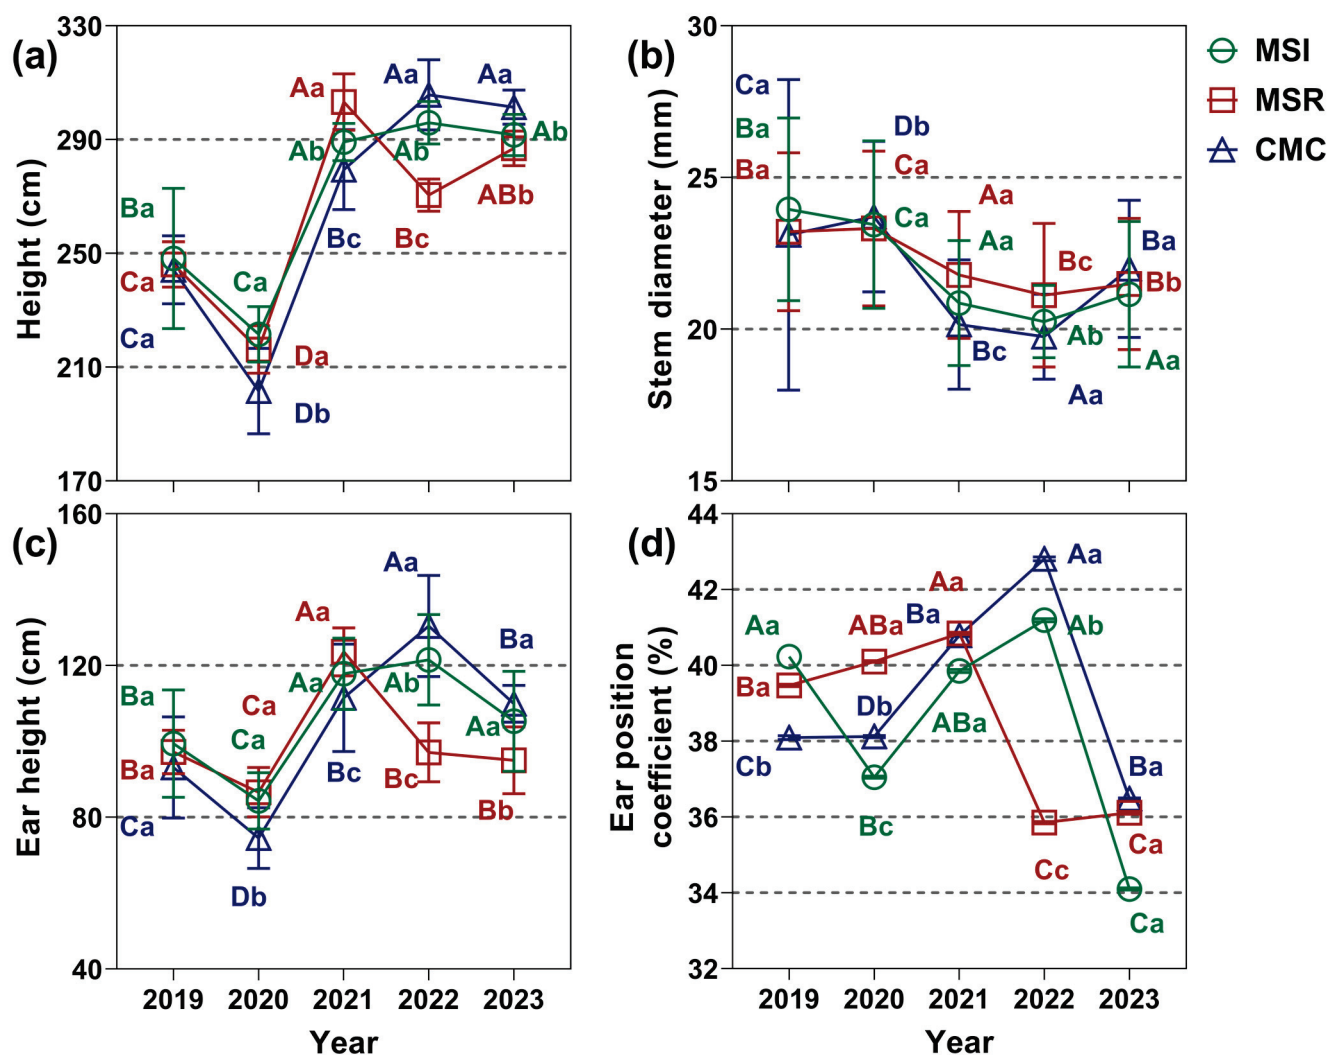 (a)
Height (cm)
330
290
250
210
170
Ba
Ca
Ca
Ca
Da
Db
Aa
Ab
Bc
Aa
Ab
Bc
Aa
Ab
ABb
(b)
Stem diameter (mm)
30
25
20
15
Ca
Ba
Ba
Db
Ca
Ca
Aa
Aa
Bc
Bc
Ab
Aa
Ba
Bb
Aa
MSI
MSR
CMC
(c)
Ear height (cm)
160
120
80
40
Ba
Ba
Ca
Ca
Ca
Db
Aa
Aa
Bc
Aa
Ab
Bc
Ba
Aa
Bb
2019 2020 2021 2022 2023
Year
(d)
Ear position
coefficient (%)
44
42
40
38
36
34
32
Aa
Ba
Cb
ABa
Db
Bc
Aa
Ba
ABa
Aa
Ab
Cc
Ba
Ca
Ca
2019 2020 2021 2022 2023
Year